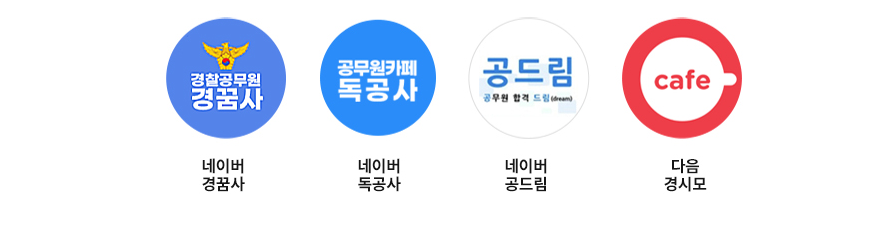 경찰공무원
경꿈사
네이버
경꿈사
공무원카페
독공사
네이버
독공사
공드림
공무원 합격 드림(dream)
네이버
공드림
cafe
다음
경시모